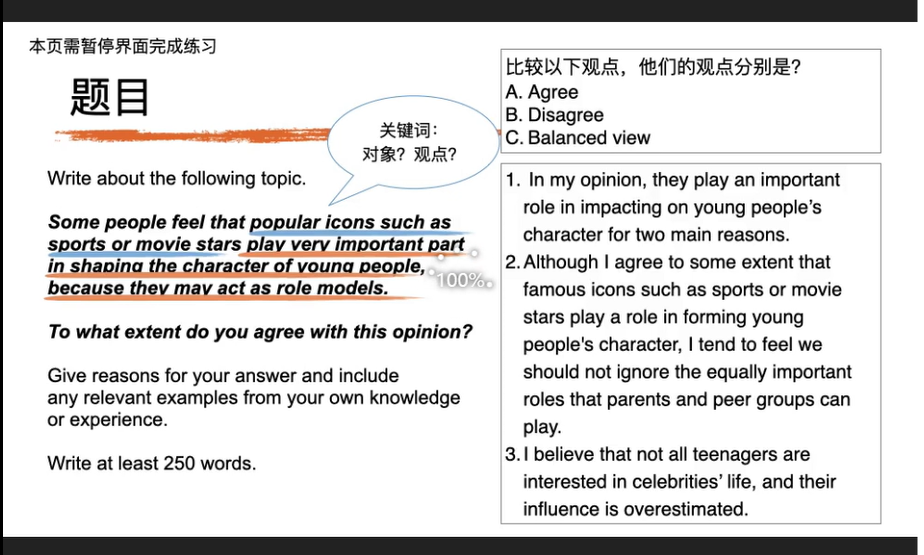 本页需暂停界面完成练习
题目
关键词:
对象? 观点?
Write about the following topic.
Some people feel that popular icons such as
sports or movie stars play very important part
in shaping the character of young people,
because they may act as role models.
100%
To what extent do you agree with this opinion?
Give reasons for your answer and include
any relevant examples from your own knowledge
or experience.
Write at least 250 words.
比较以下观点，他们的观点分别是?
A. Agree
B. Disagree
C. Balanced view
1. In my opinion, they play an important
role in impacting on young people's
character for two main reasons.
2. Although I agree to some extent that
famous icons such as sports or movie
stars play a role in forming young
people's character, I tend to feel we
should not ignore the equally important
roles that parents and peer groups can
play.
3. I believe that not all teenagers are
interested in celebrities' life, and their
influence is overestimated.